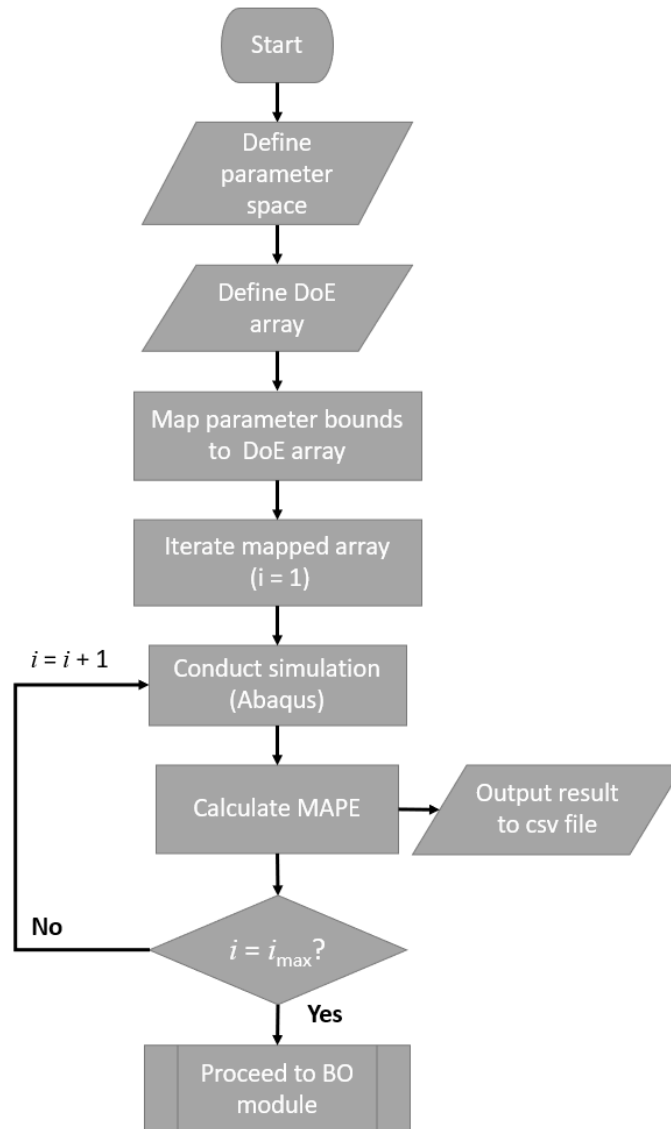 Start
Define
parameter
space
Define DoE
array
Map parameter bounds
to DoE array
Iterate mapped array
(i = 1)
i = i + 1
Conduct simulation
(Abaqus)
Calculate MAPE
Output result
to csv file
No
i = i_max?
Yes
Proceed to BO
module